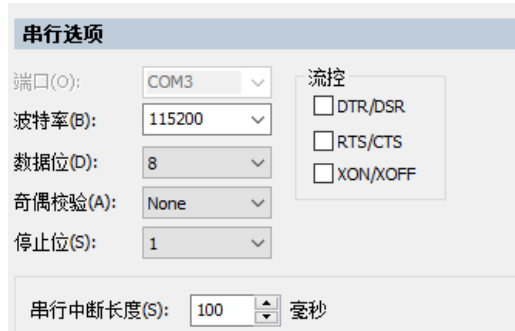 串行选项
端口(O): COM3
波特率(B): 115200
数据位(D): 8
奇偶校验(A): None
停止位(S): 1
流控
DTR/DSR
RTS/CTS
XON/XOFF
串行中断长度(S): 100 毫秒